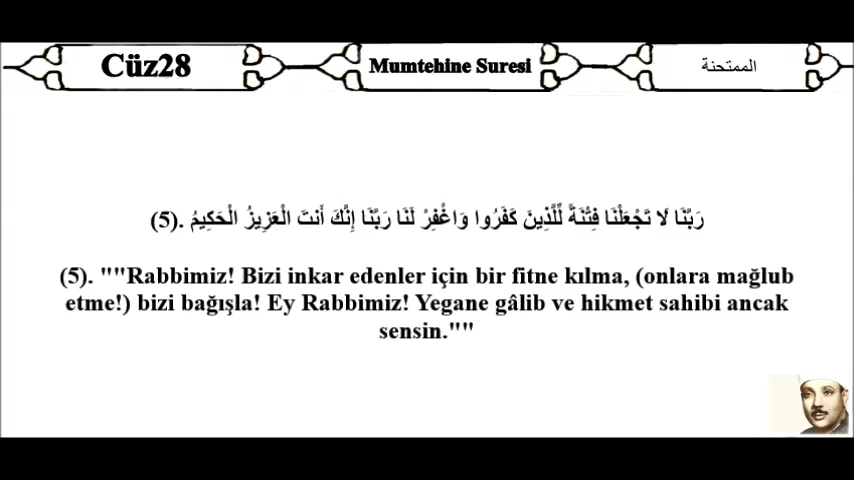 Cüz28
Mumtehine Suresi
الممتحنة
رَبَّنَا لَا تَجْعَلْنَا فِتْنَةً لِّلَّذِينَ كَفَرُوا وَاغْفِرْ لَنَا رَبَّنَا إِنَّكَ أَنتَ الْعَزِيزُ الْحَكِيمُ .(5)
(5). ""Rabbimiz! Bizi inkar edenler için bir fitne kılma, (onlara mağlub
etme!) bizi bağışla! Ey Rabbimiz! Yegane gâlib ve hikmet sahibi ancak
sensin.""